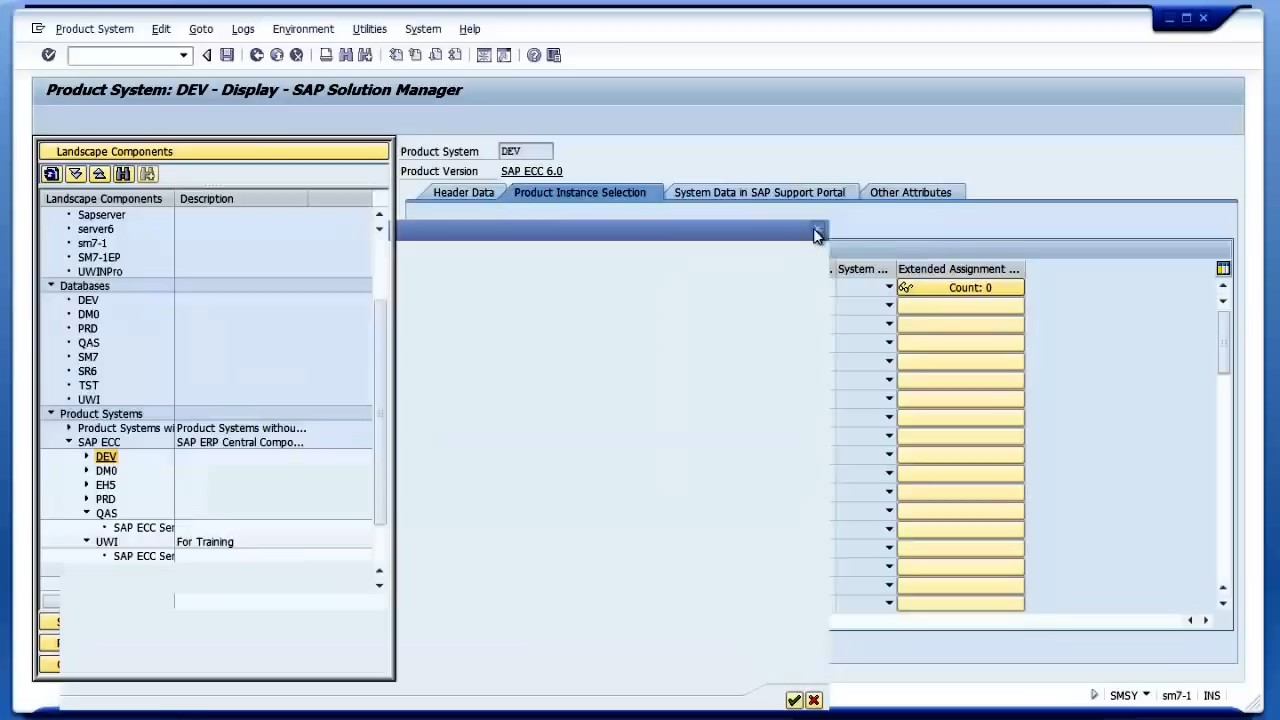 Product System Edit Goto Logs Environment Utilities System Help
Product System: DEV - Display - SAP Solution Manager
Landscape Components
Landscape Components Description
Sapserver
server6
sm7-1
SM7-1EP
UWINPro
Databases
DEV
DM0
PRD
QAS
SM7
SR6
TST
UWI
Product Systems
Product Systems wi Product Systems withou...
SAP ECC SAP ERP Central Compo...
DEV
DM0
EH5
PRD
QAS
SAP ECC Ser
UWI For Training
SAP ECC Ser
Product System DEV
Product Version SAP ECC 6.0
Header Data Product Instance Selection System Data in SAP Support Portal Other Attributes
System ... Extended Assignment ...
Count: 0
SMSY sm7-1 INS